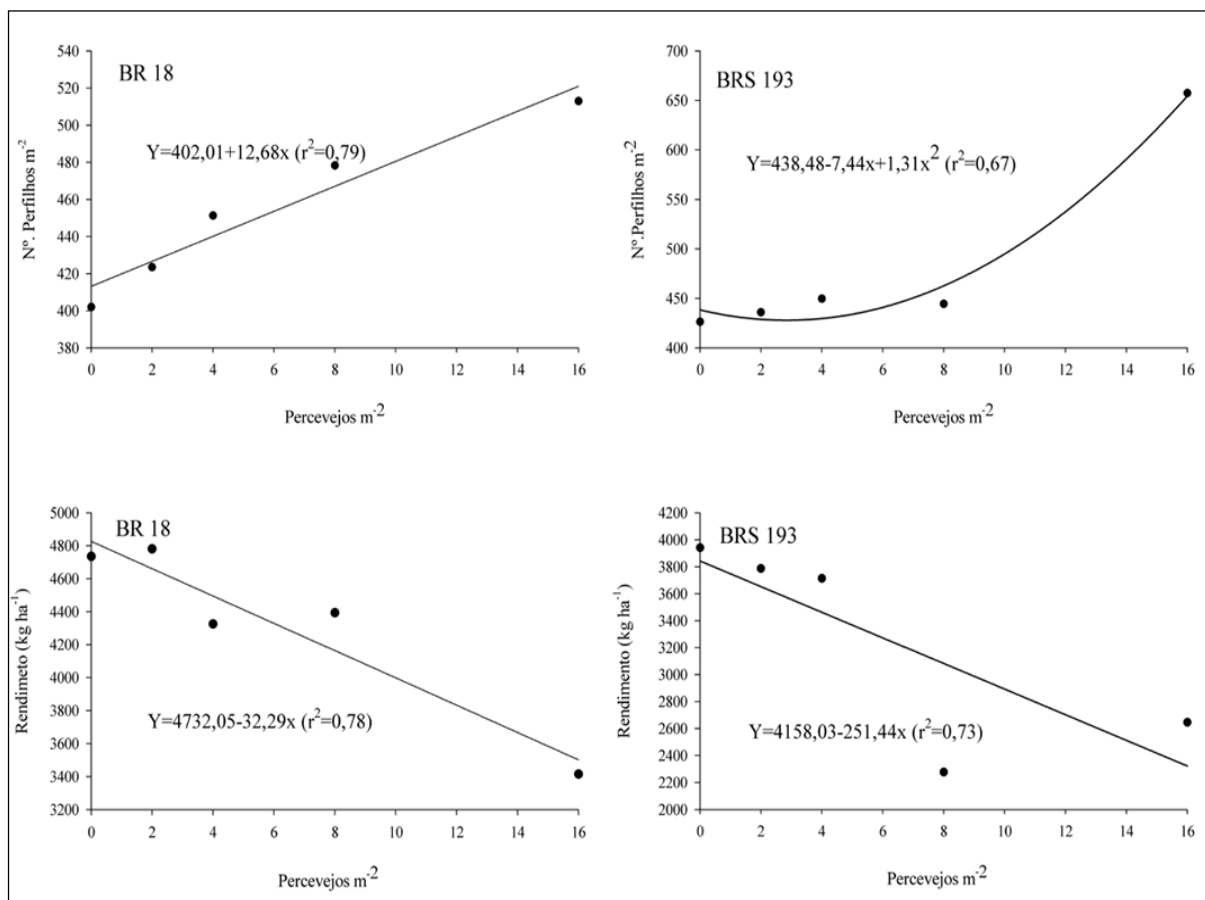 BR 18
Nº. Perfilhos m-2
540
520
500
480
460
440
420
400
380
Y=402,01+12,68x (r2=0,79)
0 2 4 6 8 10 12 14 16
Percevejos m-2
BRS 193
Nº.Perfilhos m-2
700
650
600
550
500
450
400
Y=438,48-7,44x+1,31x2 (r2=0,67)
0 2 4 6 8 10 12 14 16
Percevejos m-2
BR 18
Rendimeto (kg ha-1)
5000
4800
4600
4400
4200
4000
3800
3600
3400
3200
Y=4732,05-32,29x (r2=0,78)
0 2 4 6 8 10 12 14 16
Percevejos m-2
BRS 193
Rendimento (kg ha-1)
4200
4000
3800
3600
3400
3200
3000
2800
2600
2400
2200
2000
Y=4158,03-251,44x (r2=0,73)
0 2 4 6 8 10 12 14 16
Percevejos m-2